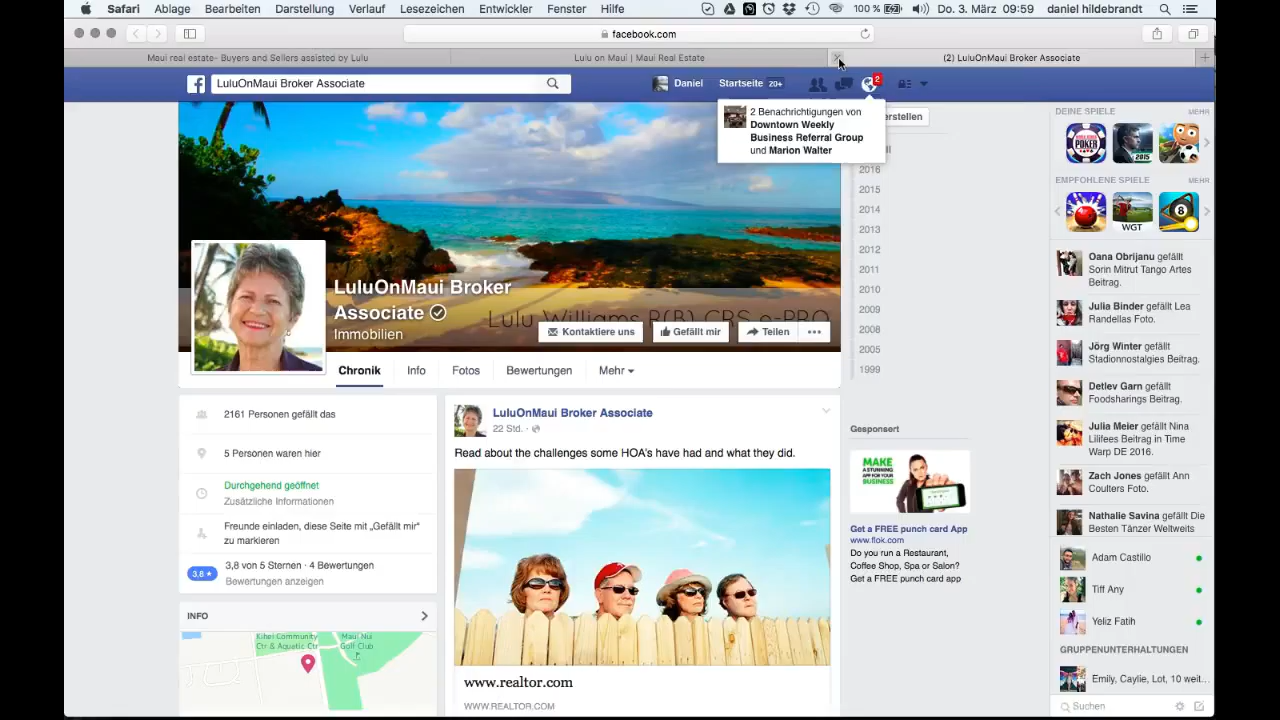 Safari Ablage Bearbeiten Darstellung Verlauf Lesezeichen Entwickler Fenster Hilfe 100 % Do. 3. März 09:59 daniel hildebrandt
facebook.com
Maui real estate- Buyers and Sellers assisted by Lulu
Lulu on Maui | Maui Real Estate
(2) LuluOnMaui Broker Associate
LuluOnMaui Broker Associate
Daniel Startseite 20+ 2
2 Benachrichtigungen von
Downtown Weekly
Business Referral Group
und Marion Walter
erstellen
2016
2015
2014
2013
2012
2011
2010
2009
2008
2005
1999
LuluOnMaui Broker
Associate
Immobilien
Lulu Williams R(B) CRS e-PRO
Kontaktiere uns Gefällt mir Teilen
Chronik Info Fotos Bewertungen Mehr
2161 Personen gefällt das
5 Personen waren hier
Durchgehend geöffnet
Zusätzliche Informationen
Freunde einladen, diese Seite mit „Gefällt mir"
zu markieren
3,8 3,8 von 5 Sternen · 4 Bewertungen
Bewertungen anzeigen
INFO
Kihei Community
Ctr & Aquatic Ctr
Maui Nui
Golf Club
LuluOnMaui Broker Associate
22 Std. ·
Read about the challenges some HOA's have had and what they did.
www.realtor.com
WWW.REALTOR.COM
Gesponsert
MAKE
A STUNNING
APP FOR YOUR
BUSINESS
Get a FREE punch card App
www.flok.com
Do you run a Restaurant,
Coffee Shop, Spa or Salon?
Get a FREE punch card app
DEINE SPIELE MEHR
POKER
2015
EMPFOHLENE SPIELE MEHR
WGT
8
Oana Obrijanu gefällt
Sorin Mitrut Tango Artes
Beitrag.
Julia Binder gefällt Lea
Randellas Foto.
Jörg Winter gefällt
Stadionnostalgies Beitrag.
Detlev Garn gefällt
Foodsharings Beitrag.
Julia Meier gefällt Nina
Lilifees Beitrag in Time
Warp DE 2016.
Zach Jones gefällt Ann
Coulters Foto.
Nathalie Savina gefällt Die
Besten Tänzer Weltweits
Adam Castillo
Tiff Any
Yeliz Fatih
GRUPPENUNTERHALTUNGEN
Emily, Caylie, Lot, 10 weit...
Suchen